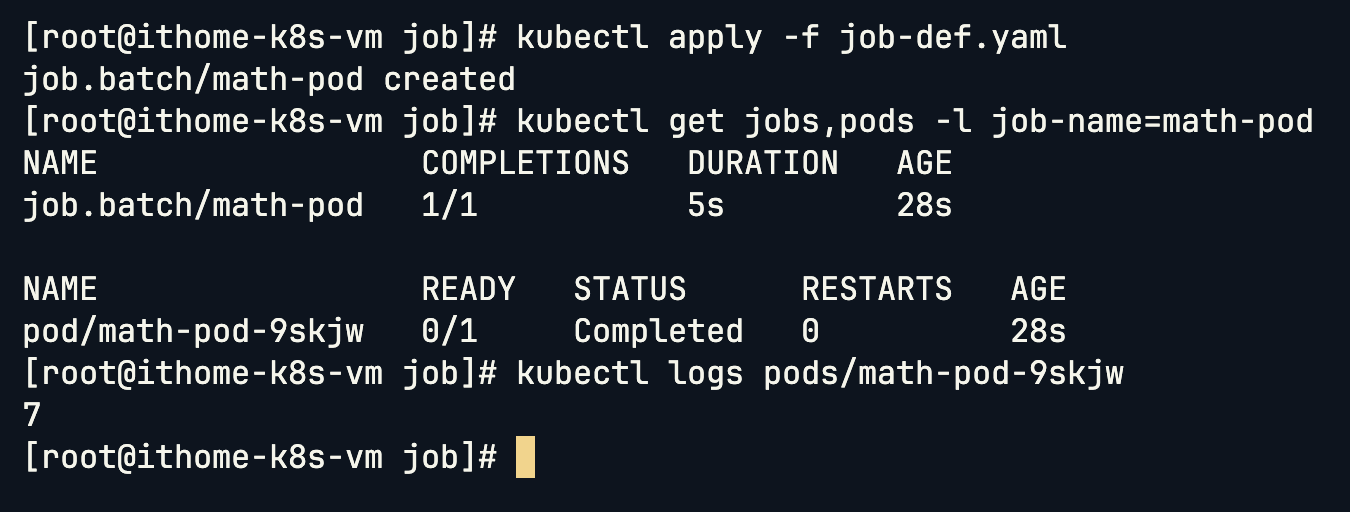 [root@ithome-k8s-vm job]# kubectl apply -f job-def.yaml
job.batch/math-pod created
[root@ithome-k8s-vm job]# kubectl get jobs,pods -l job-name=math-pod
NAME                 COMPLETIONS   DURATION   AGE
job.batch/math-pod   1/1           5s         28s

NAME                 READY   STATUS      RESTARTS   AGE
pod/math-pod-9skjw   0/1     Completed   0          28s
[root@ithome-k8s-vm job]# kubectl logs pods/math-pod-9skjw
7
[root@ithome-k8s-vm job]#